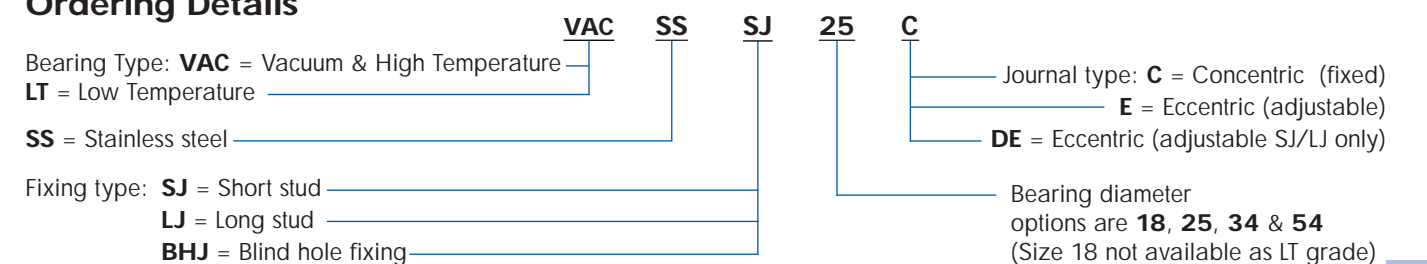 Ordering Details
VAC SS SJ 25 C
Bearing Type: VAC = Vacuum & High Temperature
LT = Low Temperature
SS = Stainless steel
Fixing type: SJ = Short stud
LJ = Long stud
BHJ = Blind hole fixing
Journal type: C = Concentric (fixed)
E = Eccentric (adjustable)
DE = Eccentric (adjustable SJ/LJ only)
Bearing diameter
options are 18, 25, 34 & 54
(Size 18 not available as LT grade)